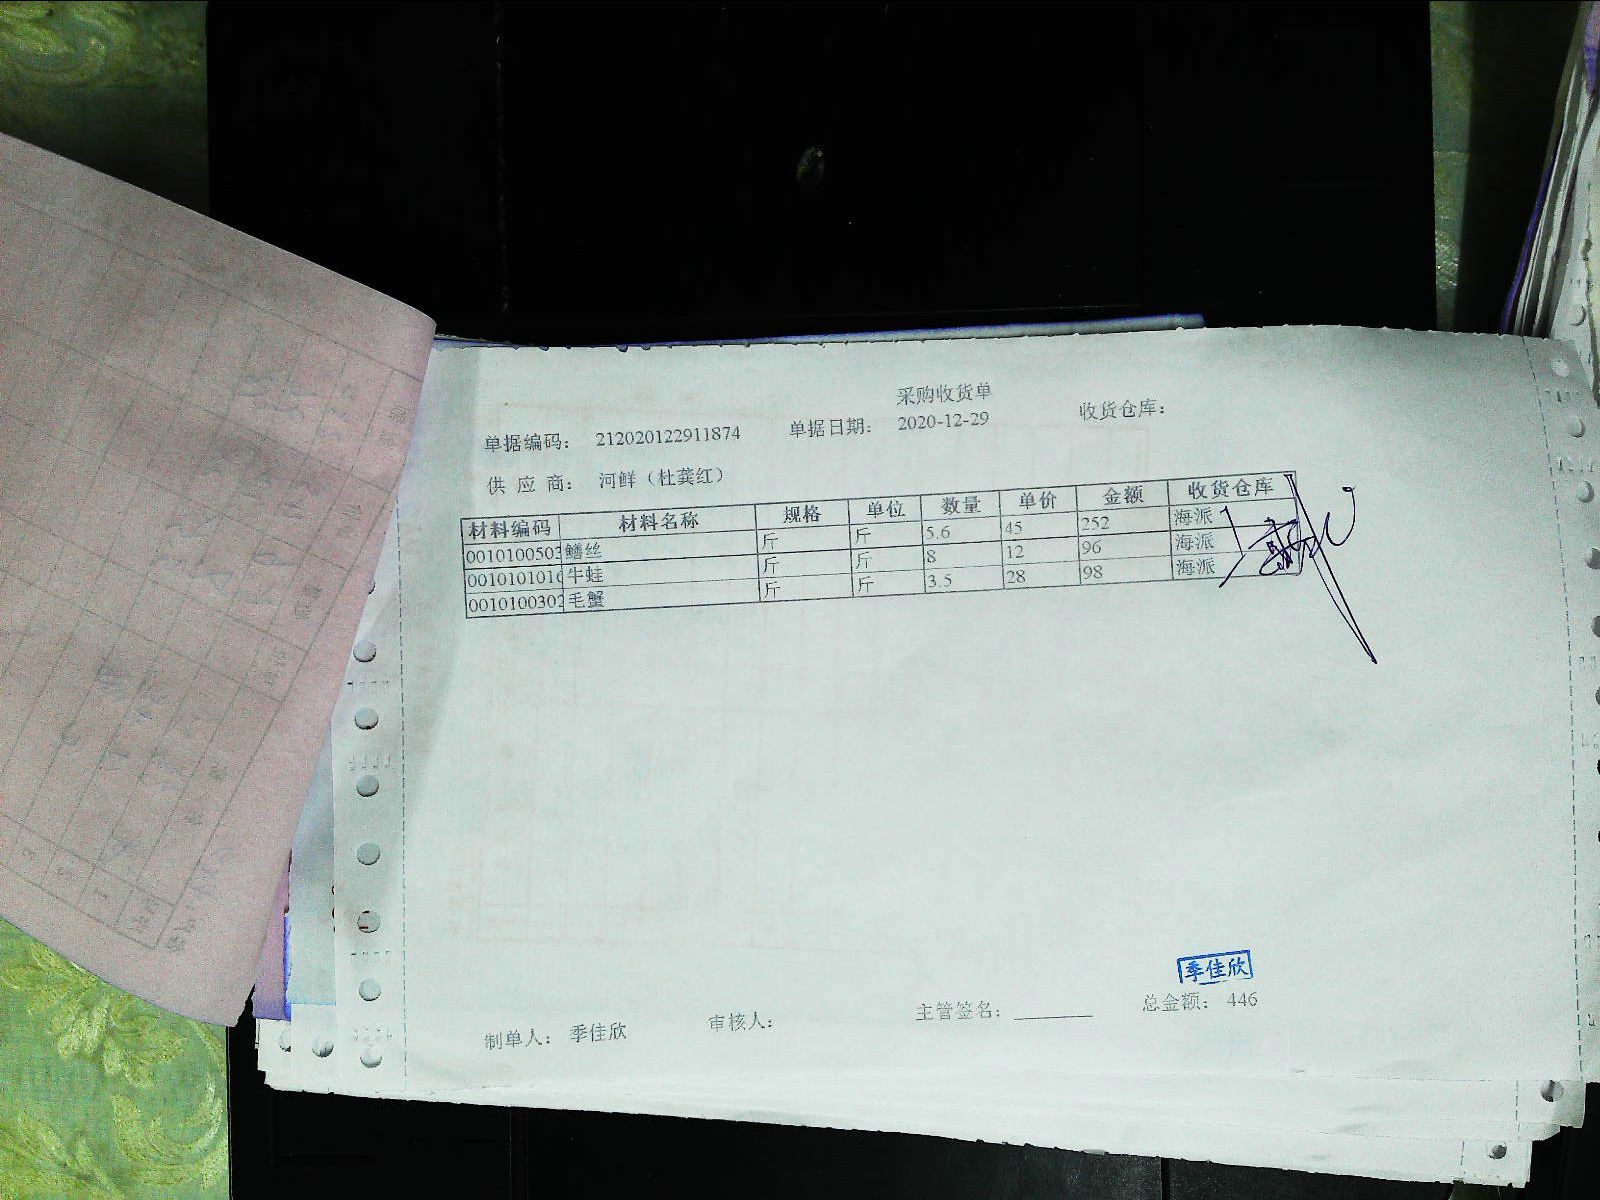 采购收货单
单据编码： 212020122911874 单据日期： 2020-12-29 收货仓库：
供 应 商： 河鲜（杜龚红）
材料编码 材料名称 规格 单位 数量 单价 金额 收货仓库
0010100503 鳝丝 斤 斤 5.6 45 252 海派
001010101 牛蛙 斤 斤 8 12 96 海派
0010100302 毛蟹 斤 斤 3.5 28 98 海派
季佳欣
制单人： 季佳欣 审核人： 主管签名： 总金额： 446